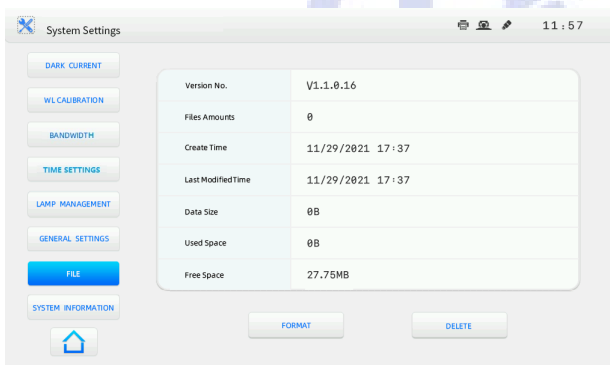 System Settings
11:57
DARK CURRENT
WL CALIBRATION
BANDWIDTH
TIME SETTINGS
LAMP MANAGEMENT
GENERAL SETTINGS
FILE
SYSTEM INFORMATION
Version No. V1.1.0.16
Files Amounts 0
Create Time 11/29/2021 17:37
Last ModifiedTime 11/29/2021 17:37
Data Size 0B
Used Space 0B
Free Space 27.75MB
FORMAT DELETE